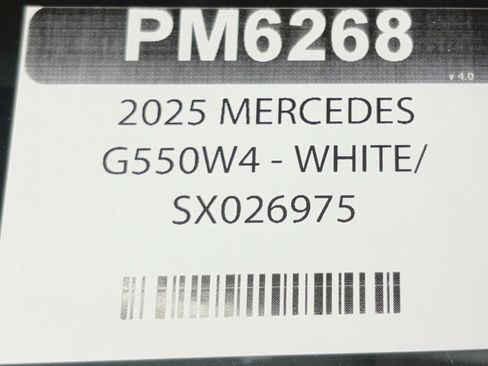 PM6268
v 4.0
2025 MERCEDES
G550W4 - WHITE/
SX026975